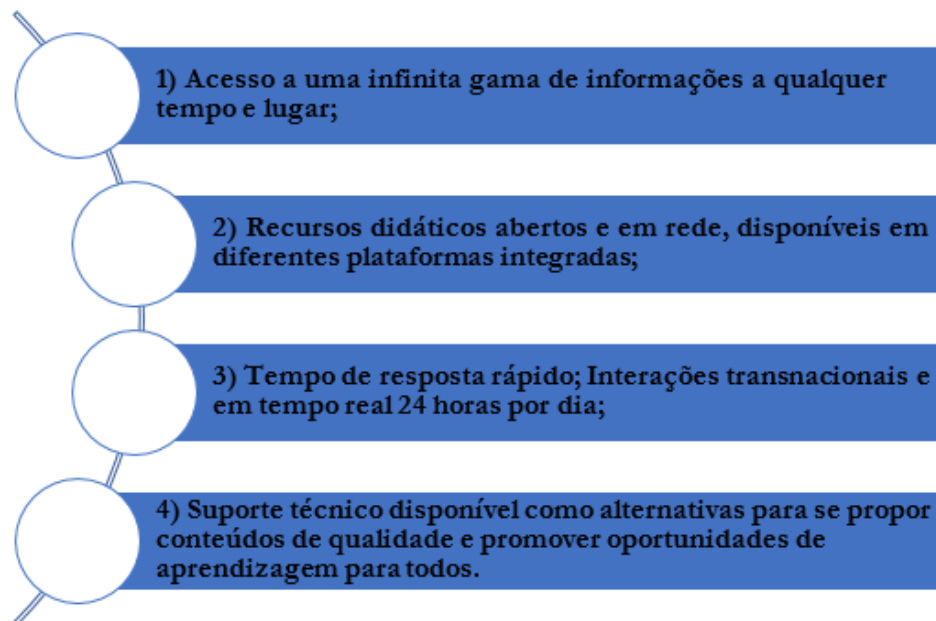 1) Acesso a uma infinita gama de informações a qualquer
tempo e lugar;
2) Recursos didáticos abertos e em rede, disponíveis em
diferentes plataformas integradas;
3) Tempo de resposta rápido; Interações transnacionais e
em tempo real 24 horas por dia;
4) Suporte técnico disponível como alternativas para se propor
conteúdos de qualidade e promover oportunidades de
aprendizagem para todos.